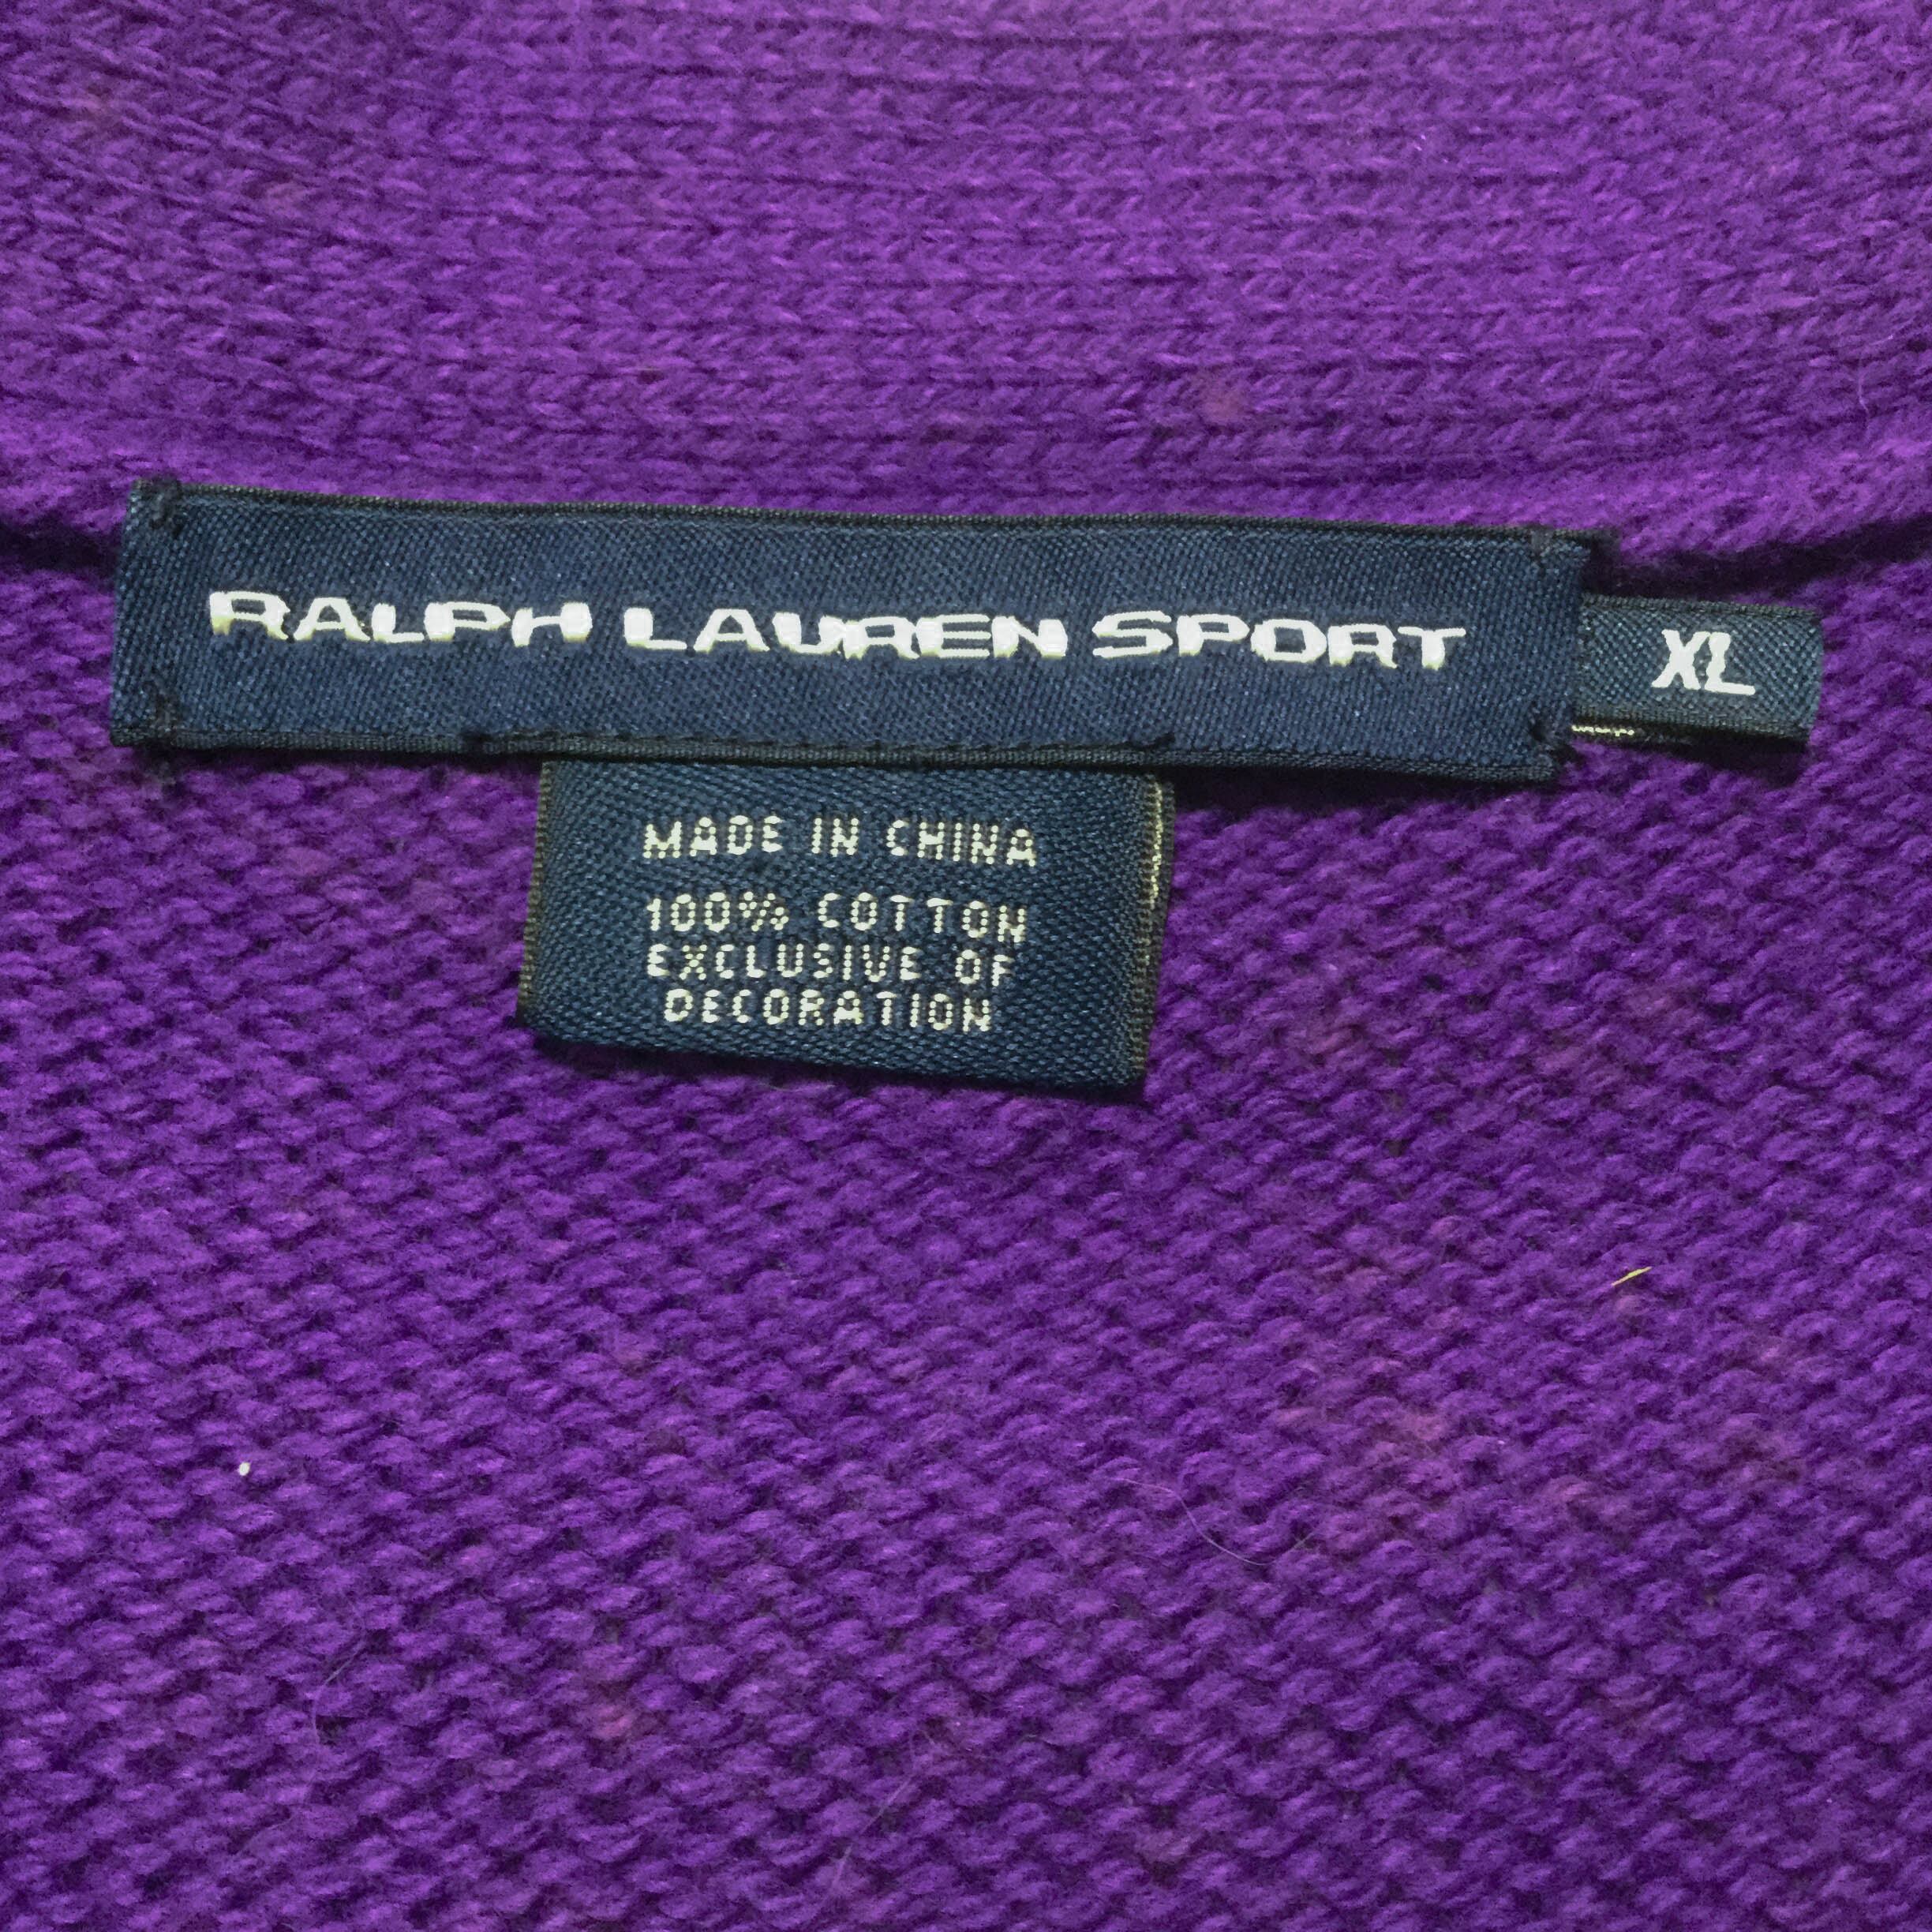 RALPH LAUREN SPORT
XL
MADE IN CHINA
100% COTTON
EXCLUSIVE OF
DECORATION